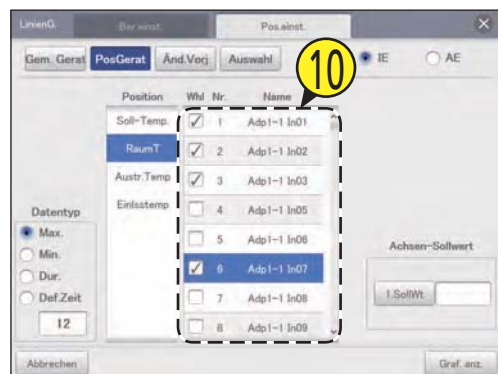 LinienG. Ber.einst. Pos.einst.
Gem. Gerat PosGerat Änd.Vorj Auswahl 10 IE AE
Position Whl Nr. Name
Soll-Temp. 1 Adp1-1 In01
RaumT 2 Adp1-1 In02
Austr.Temp 3 Adp1-1 In03
Einlsstemp 4 Adp1-1 In05
5 Adp1-1 In06
6 Adp1-1 In07
7 Adp1-1 In08
8 Adp1-1 In09
Datentyp
Max.
Min.
Dur.
Def.Zeit
12
Achsen-Sollwert
1.SollWt
Abbrechen Graf. anz.